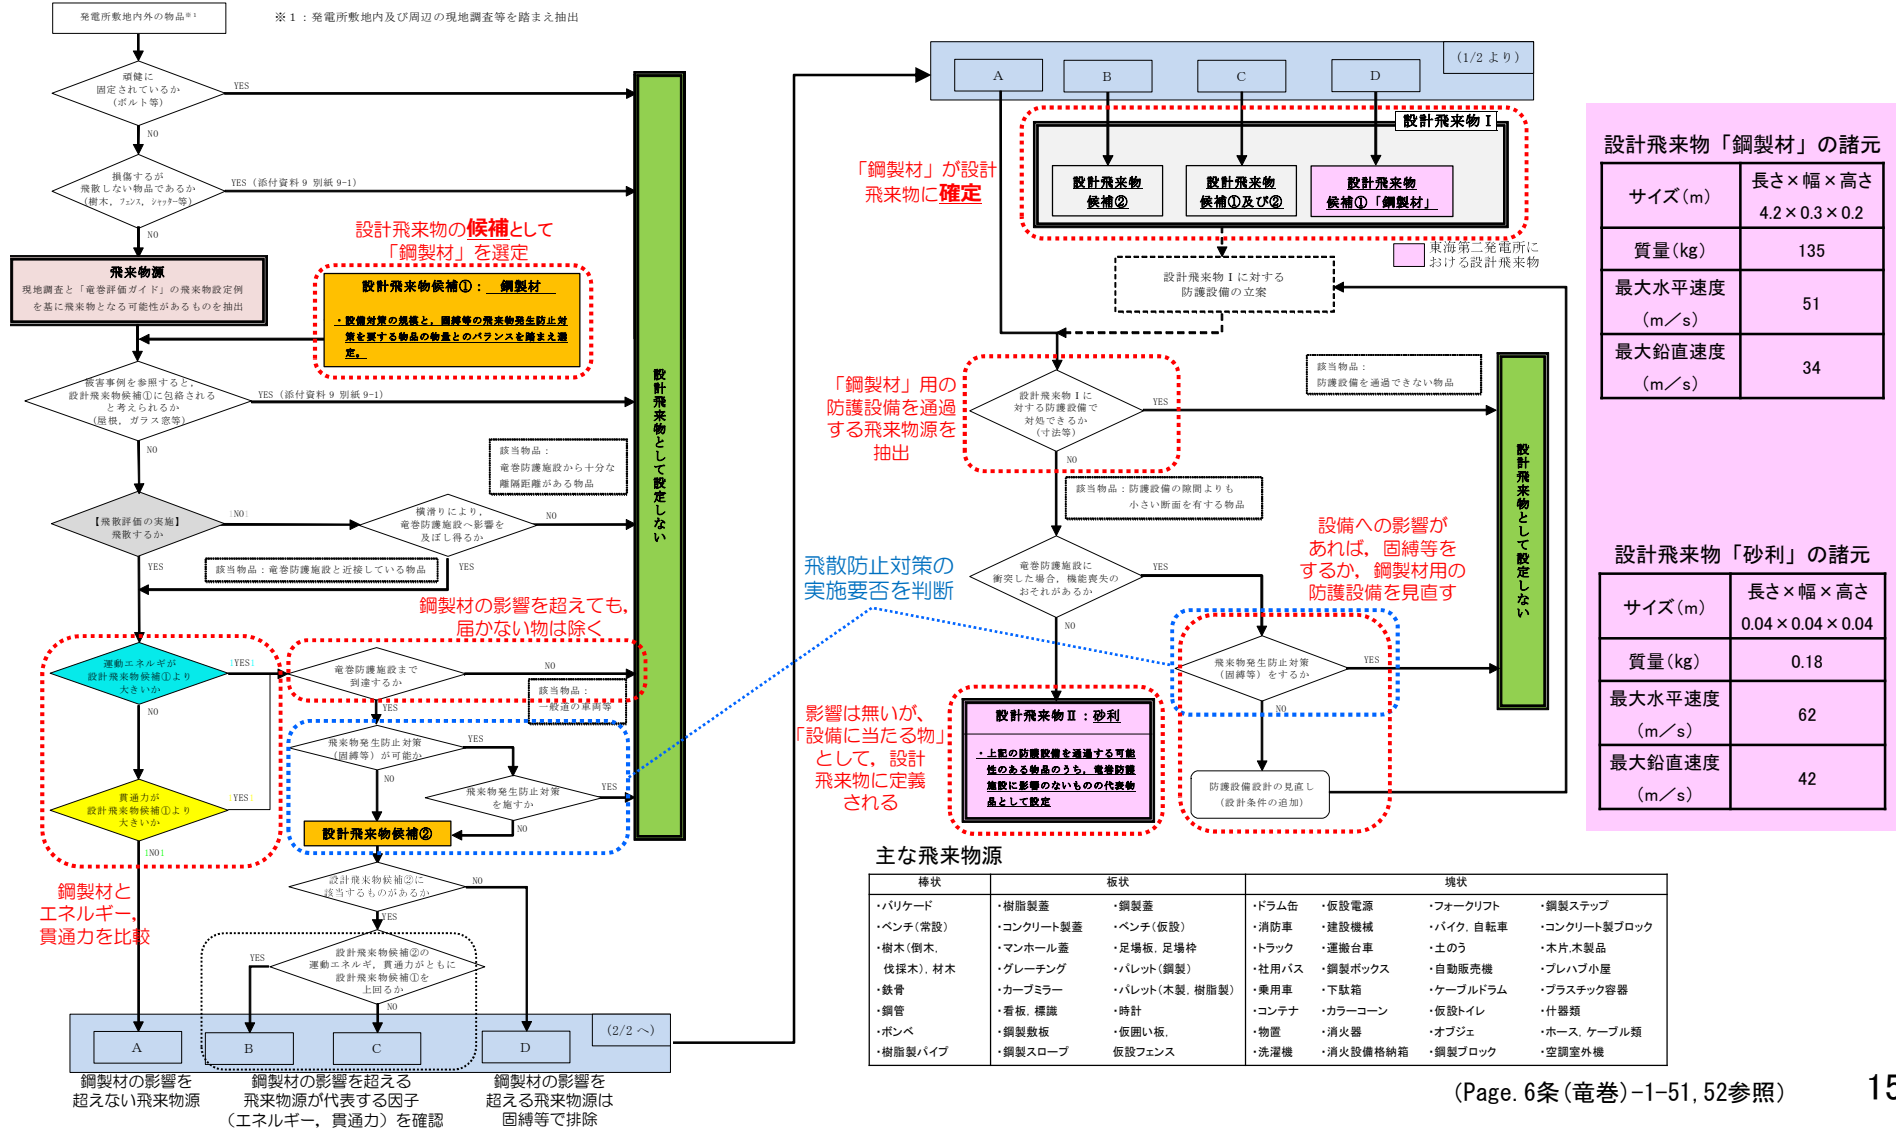 発電所敷地内外の物品※1
※1：発電所敷地内及び周辺の現地調査等を踏まえ抽出
頑健に
固定されているか
(ボルト等)
YES
NO
損傷するが
飛散しない物品であるか
(樹木，フェンス，シャッター等)
YES（添付資料9 別紙9-1）
NO
飛来物源
現地調査と「竜巻評価ガイド」の飛来物設定例
を基に飛来物となる可能性があるものを抽出
設計飛来物の候補として
「鋼製材」を選定
設計飛来物候補①： 鋼製材
・設備対策の規模と，固縛等の飛来物発生防止対
策を要する物品の物量とのバランスを踏まえ選
定。
被害事例を参照すると，
設計飛来物候補①に包絡される
と考えられるか
(屋根，ガラス窓等)
YES（添付資料9 別紙9-1）
NO
該当物品：
竜巻防護施設から十分な
離隔距離がある物品
【飛散評価の実施】
飛散するか
NO
YES
横滑りにより，
竜巻防護施設へ影響を
及ぼし得るか
NO
YES
該当物品：竜巻防護施設と近接している物品
設計飛来物として設定しない
鋼製材の影響を超えても，
届かない物は除く
運動エネルギが
設計飛来物候補①より
大きいか
YES
NO
竜巻防護施設まで
到達するか
NO
YES
該当物品：
一般道の車両等
飛来物発生防止対策
(固縛等）が可能か
YES
NO
飛来物発生防止対策
を施すか
YES
NO
貫通力が
設計飛来物候補①より
大きいか
YES
NO
設計飛来物候補②
鋼製材と
エネルギー，
貫通力を比較
設計飛来物候補②に
該当するものがあるか
NO
YES
設計飛来物候補②の
運動エネルギ，貫通力がともに
設計飛来物候補①を
上回るか
YES
NO
A
B
C
D
(2/2 へ)
鋼製材の影響を
超えない飛来物源
鋼製材の影響を超える
飛来物源が代表する因子
（エネルギー，貫通力）を確認
鋼製材の影響を
超える飛来物源は
固縛等で排除
A
B
C
D
(1/2 より)
「鋼製材」が設計
飛来物に確定
設計飛来物Ⅰ
設計飛来物
候補②
設計飛来物
候補①及び②
設計飛来物
候補①「鋼製材」
東海第二発電所に
おける設計飛来物
設計飛来物Ⅰに対する
防護設備の立案
「鋼製材」用の
防護設備を通過
する飛来物源を
抽出
設計飛来物Ⅰに
対する防護設備で
対処できるか
(寸法等)
YES
NO
該当物品：
防護設備を通過できない物品
該当物品：防護設備の隙間よりも
小さい断面を有する物品
設計飛来物として設定しない
飛散防止対策の
実施要否を判断
竜巻防護施設に
衝突した場合，機能喪失の
おそれがあるか
YES
NO
設備への影響が
あれば，固縛等を
するか，鋼製材用の
防護設備を見直す
飛来物発生防止対策
(固縛等）をするか
YES
NO
影響は無いが、
「設備に当たる物」
として，設計
飛来物に定義
される
設計飛来物Ⅱ：砂利
・上記の防護設備を通過する可能
性のある物品のうち，竜巻防護
施設に影響のないものの代表物
品として設定
防護設備設計の見直し
(設計条件の追加)
設計飛来物「鋼製材」の諸元
サイズ(m)
長さ×幅×高さ
4.2×0.3×0.2
質量(kg)
135
最大水平速度
(m／s)
51
最大鉛直速度
(m／s)
34
設計飛来物「砂利」の諸元
サイズ(m)
長さ×幅×高さ
0.04×0.04×0.04
質量(kg)
0.18
最大水平速度
(m／s)
62
最大鉛直速度
(m／s)
42
主な飛来物源
棒状 板状 塊状
・バリケード ・樹脂製蓋 ・鋼製蓋 ・ドラム缶 ・仮設電源 ・フォークリフト ・鋼製ステップ
・ベンチ(常設) ・コンクリート製蓋 ・ベンチ(仮設) ・消防車 ・建設機械 ・バイク，自転車 ・コンクリート製ブロック
・樹木(倒木， ・マンホール蓋 ・足場板，足場枠 ・トラック ・運搬台車 ・土のう ・木片,木製品
伐採木)，材木 ・グレーチング ・パレット(鋼製) ・社用バス ・鋼製ボックス ・自動販売機 ・プレハブ小屋
・鉄骨 ・カーブミラー ・パレット(木製，樹脂製) ・乗用車 ・下駄箱 ・ケーブルドラム ・プラスチック容器
・鋼管 ・看板，標識 ・時計 ・コンテナ ・カラーコーン ・仮設トイレ ・什器類
・ボンベ ・鋼製敷板 ・仮囲い板， ・物置 ・消火器 ・オブジェ ・ホース，ケーブル類
・樹脂製パイプ ・鋼製スロープ 仮設フェンス ・洗濯機 ・消火設備格納箱 ・鋼製ブロック ・空調室外機
(Page. 6条(竜巻)-1-51, 52参照)
15